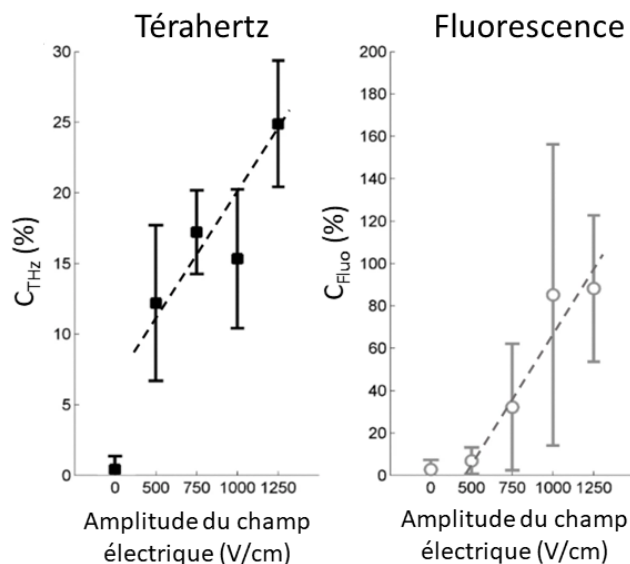 Térahertz
30
25
20
15
10
5
0
C_THz (%)
0 500 750 1000 1250
Amplitude du champ
électrique (V/cm)
Fluorescence
200
180
160
140
120
100
80
60
40
20
0
C_Fluo (%)
0 500 750 1000 1250
Amplitude du champ
électrique (V/cm)